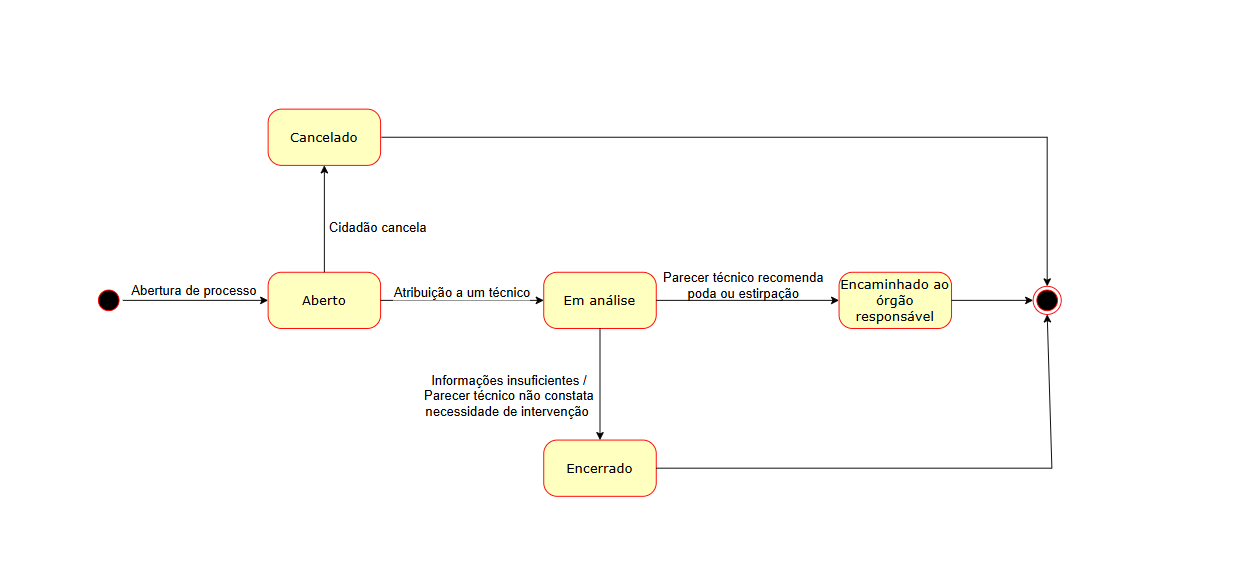 Cancelado
Cidadão cancela
Abertura de processo
Aberto
Atribuição a um técnico
Em análise
Parecer técnico recomenda
poda ou estirpação
Encaminhado ao
órgão
responsável
Informações insuficientes /
Parecer técnico não constata
necessidade de intervenção
Encerrado